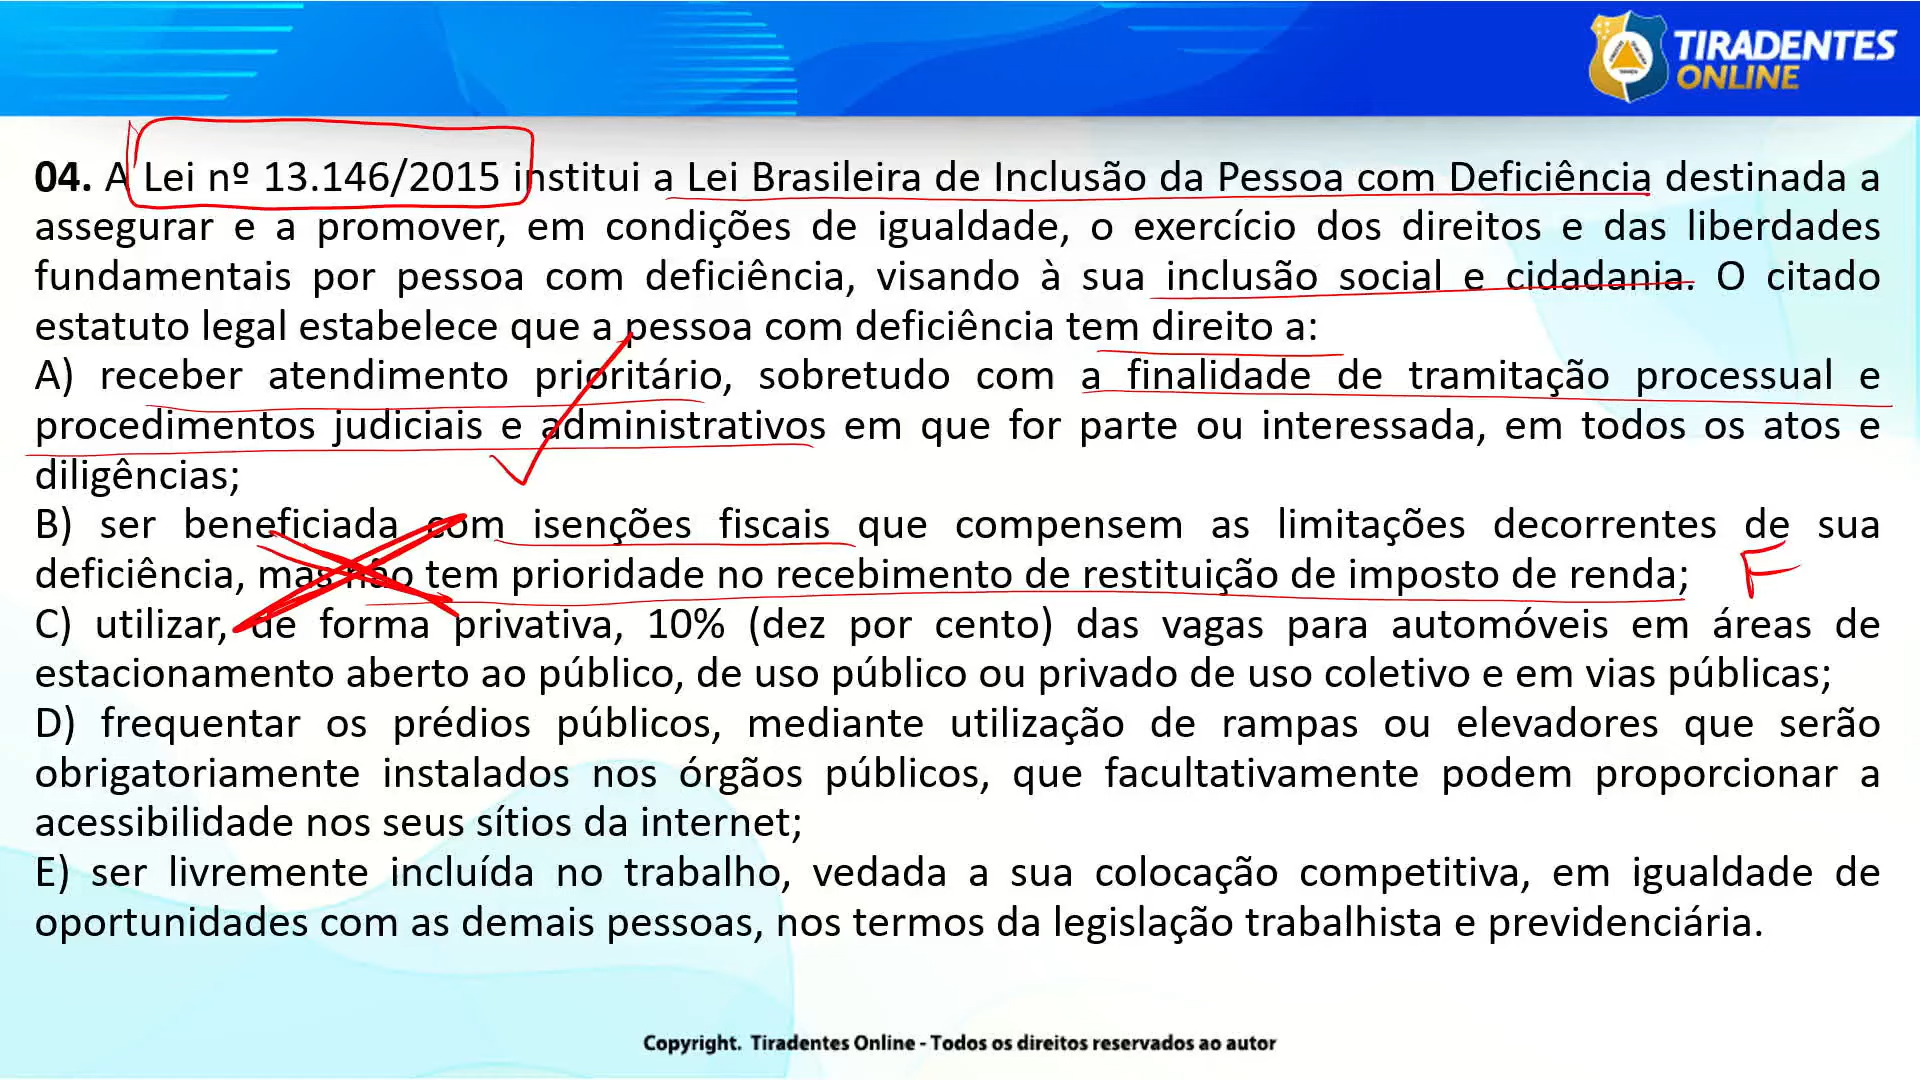 TIRADENTES
ONLINE
04. A Lei nº 13.146/2015 institui a Lei Brasileira de Inclusão da Pessoa com Deficiência destinada a
assegurar e a promover, em condições de igualdade, o exercício dos direitos e das liberdades
fundamentais por pessoa com deficiência, visando à sua inclusão social e cidadania. O citado
estatuto legal estabelece que a pessoa com deficiência tem direito a:
A) receber atendimento prioritário, sobretudo com a finalidade de tramitação processual e
procedimentos judiciais e administrativos em que for parte ou interessada, em todos os atos e
diligências;
B) ser beneficiada com isenções fiscais que compensem as limitações decorrentes de sua
deficiência, mas não tem prioridade no recebimento de restituição de imposto de renda; F
C) utilizar, de forma privativa, 10% (dez por cento) das vagas para automóveis em áreas de
estacionamento aberto ao público, de uso público ou privado de uso coletivo e em vias públicas;
D) frequentar os prédios públicos, mediante utilização de rampas ou elevadores que serão
obrigatoriamente instalados nos órgãos públicos, que facultativamente podem proporcionar a
acessibilidade nos seus sítios da internet;
E) ser livremente incluída no trabalho, vedada a sua colocação competitiva, em igualdade de
oportunidades com as demais pessoas, nos termos da legislação trabalhista e previdenciária.
Copyright. Tiradentes Online - Todos os direitos reservados ao autor